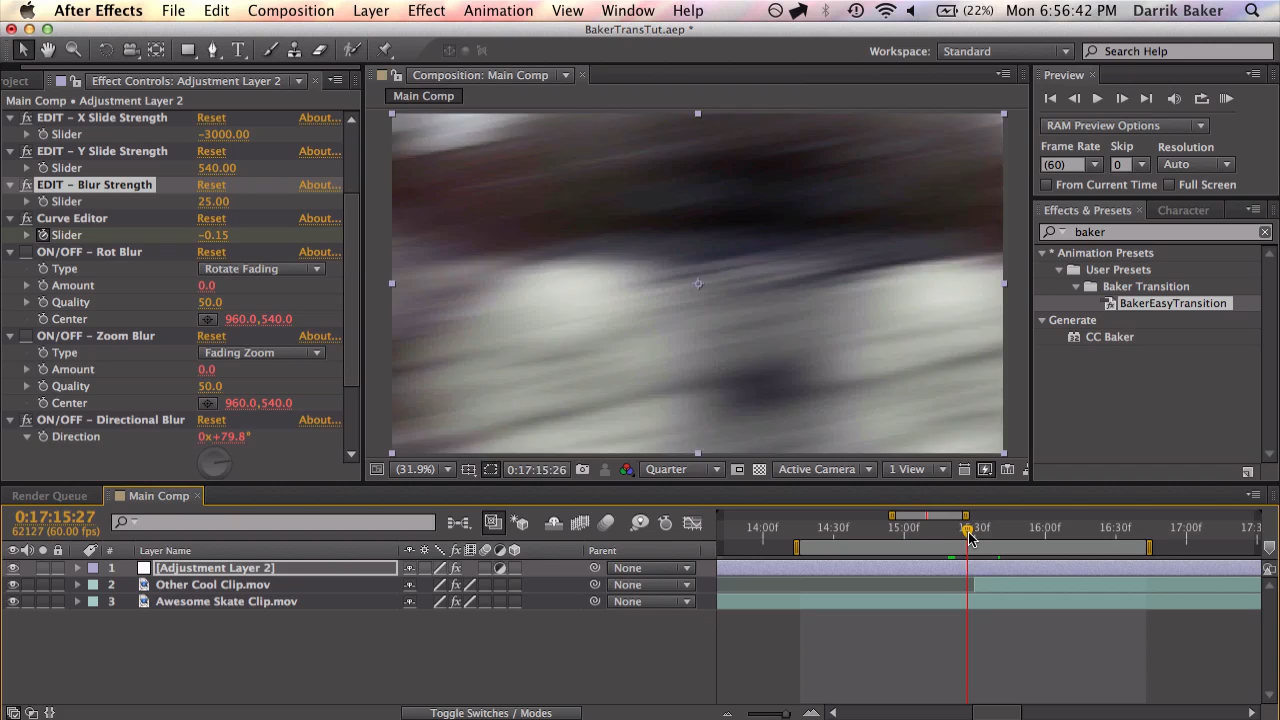 After Effects File Edit Composition Layer Effect Animation View Window Help (22%) Mon 6:56:42 PM Darrik Baker
BakerTransTut.aep *
Workspace: Standard Search Help
oject Effect Controls: Adjustment Layer 2 Composition: Main Comp Preview
Main Comp • Adjustment Layer 2 Main Comp
EDIT - X Slide Strength Reset About...
Slider -3000.00
RAM Preview Options
EDIT - Y Slide Strength Reset About...
Frame Rate Skip Resolution
Slider 540.00
(60) 0 Auto
EDIT - Blur Strength Reset About...
From Current Time Full Screen
Slider 25.00
Effects & Presets Character
Curve Editor Reset About...
baker
Slider -0.15
ON/OFF - Rot Blur Reset About...
* Animation Presets
Type Rotate Fading
User Presets
Amount 0.0
Baker Transition
Quality 50.0
BakerEasyTransition
Center 960.0,540.0
Generate
ON/OFF - Zoom Blur Reset About...
CC Baker
Type Fading Zoom
Amount 0.0
Quality 50.0
Center 960.0,540.0
ON/OFF - Directional Blur Reset About...
Direction 0x+79.8°
(31.9%) 0:17:15:26 Quarter Active Camera 1 View
Render Queue Main Comp
0:17:15:27
62127 (60.00 fps)
14:00f 14:30f 15:00f 30f 16:00f 16:30f 17:00f 17:3
# Layer Name Parent
1 [Adjustment Layer 2] None
2 Other Cool Clip.mov None
3 Awesome Skate Clip.mov None
Toggle Switches / Modes